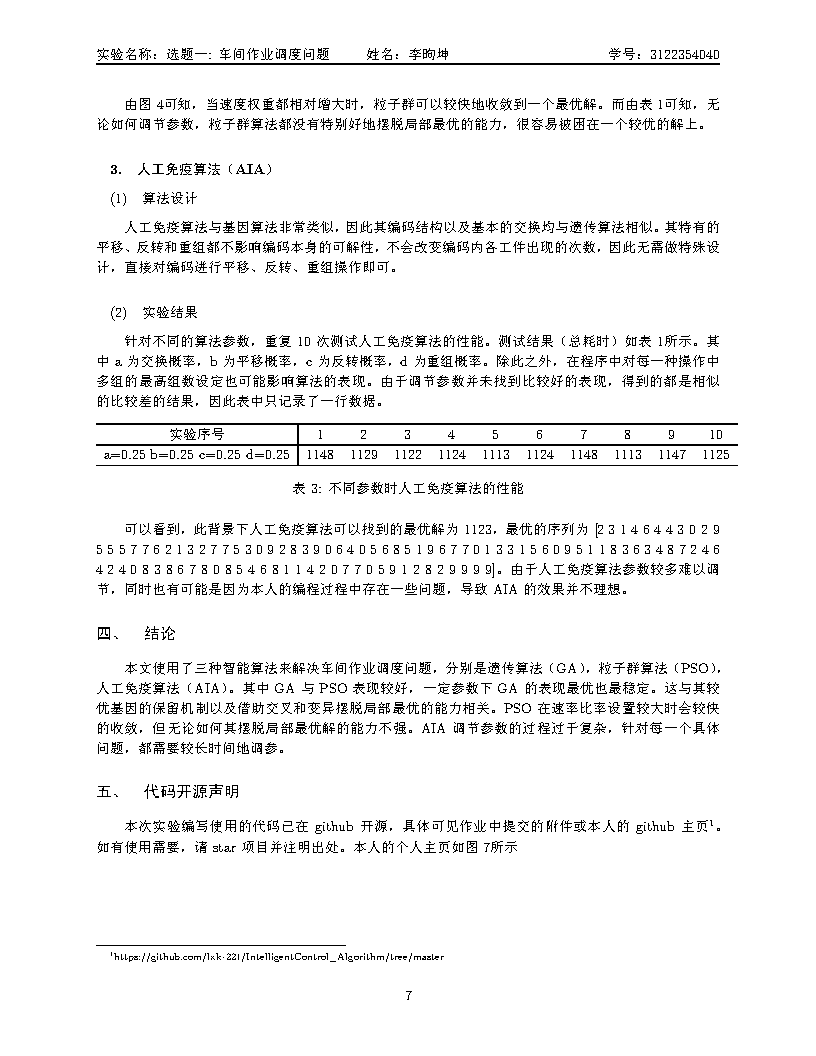 实验名称：选题一: 车间作业调度问题 姓名：李昫坤 学号：3122354040
由图 4可知，当速度权重都相对增大时，粒子群可以较快地收敛到一个最优解。而由表 1可知，无
论如何调节参数，粒子群算法都没有特别好地摆脱局部最优的能力，很容易被困在一个较优的解上。
3. 人工免疫算法（AIA）
(1) 算法设计
人工免疫算法与基因算法非常类似，因此其编码结构以及基本的交换均与遗传算法相似。其特有的
平移、反转和重组都不影响编码本身的可解性，不会改变编码内各工件出现的次数，因此无需做特殊设
计，直接对编码进行平移、反转、重组操作即可。
(2) 实验结果
针对不同的算法参数，重复 10 次测试人工免疫算法的性能。测试结果（总耗时）如表 1所示。其
中 a 为交换概率，b 为平移概率，c 为反转概率，d 为重组概率。除此之外，在程序中对每一种操作中
多组的最高组数设定也可能影响算法的表现。由于调节参数并未找到比较好的表现，得到的都是相似
的比较差的结果，因此表中只记录了一行数据。
实验序号 1 2 3 4 5 6 7 8 9 10
a=0.25 b=0.25 c=0.25 d=0.25 1148 1129 1122 1124 1113 1124 1148 1113 1147 1125
表 3: 不同参数时人工免疫算法的性能
可以看到，此背景下人工免疫算法可以找到的最优解为 1123，最优的序列为 [2 3 1 4 6 4 4 3 0 2 9
5 5 5 7 7 6 2 1 3 2 7 7 5 3 0 9 2 8 3 9 0 6 4 0 5 6 8 5 1 9 6 7 7 0 1 3 3 1 5 6 0 9 5 1 1 8 3 6 3 4 8 7 2 4 6
4 2 4 0 8 3 8 6 7 8 0 8 5 4 6 8 1 1 4 2 0 7 7 0 5 9 1 2 8 2 9 9 9 9]。由于人工免疫算法参数较多难以调
节，同时也有可能是因为本人的编程过程中存在一些问题，导致 AIA 的效果并不理想。
四、 结论
本文使用了三种智能算法来解决车间作业调度问题，分别是遗传算法（GA），粒子群算法（PSO），
人工免疫算法（AIA）。其中 GA 与 PSO 表现较好，一定参数下 GA 的表现最优也最稳定。这与其较
优基因的保留机制以及借助交叉和变异摆脱局部最优的能力相关。PSO 在速率比率设置较大时会较快
的收敛，但无论如何其摆脱局部最优解的能力不强。AIA 调节参数的过程过于复杂，针对每一个具体
问题，都需要较长时间地调参。
五、 代码开源声明
本次实验编写使用的代码已在 github 开源，具体可见作业中提交的附件或本人的 github 主页1。
如有使用需要，请 star 项目并注明出处。本人的个人主页如图 7所示
1https://github.com/lxk-221/IntelligentControl_Algorithm/tree/master
7